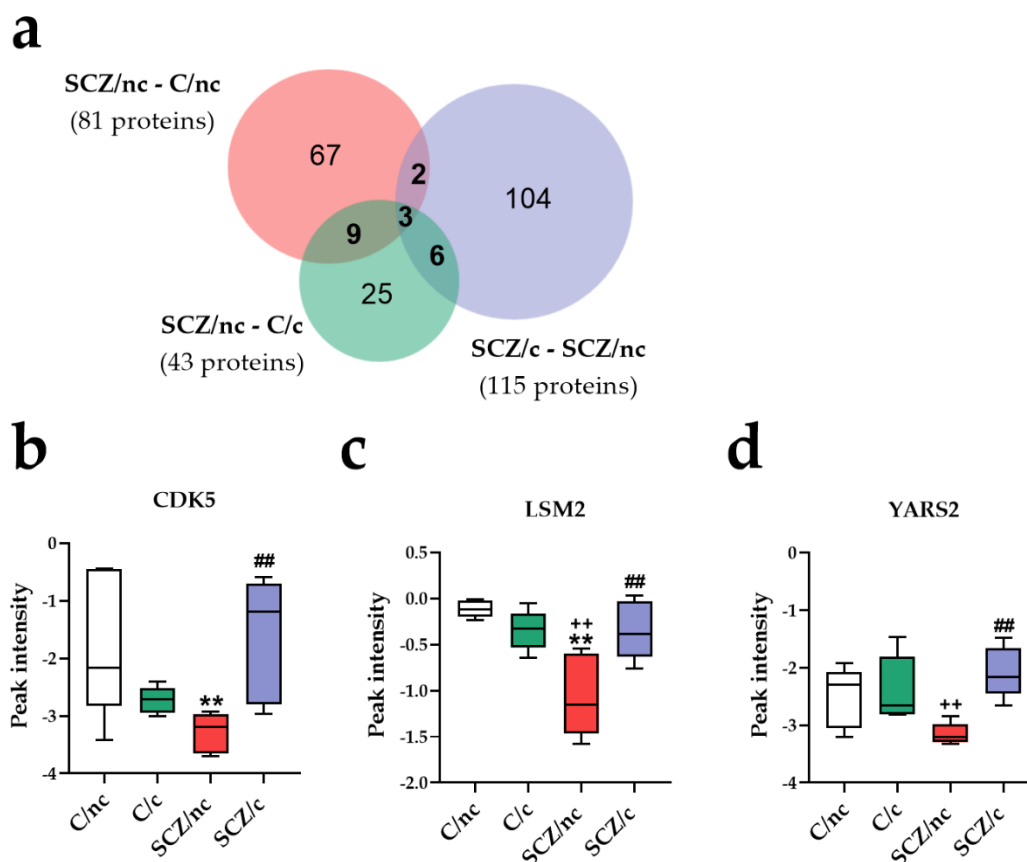 a
SCZ/nc - C/nc
(81 proteins)
67
2
104
3
9
6
25
SCZ/nc - C/c
(43 proteins)
SCZ/c - SCZ/nc
(115 proteins)
b
CDK5
Peak intensity
0
-1
-2
-3
-4
**
##
C/nc
C/c
SCZ/nc
SCZ/c
c
LSM2
Peak intensity
0.5
0.0
-0.5
-1.0
-1.5
-2.0
++
**
##
C/nc
C/c
SCZ/nc
SCZ/c
d
YARS2
Peak intensity
0
-1
-2
-3
-4
++
##
C/nc
C/c
SCZ/nc
SCZ/c